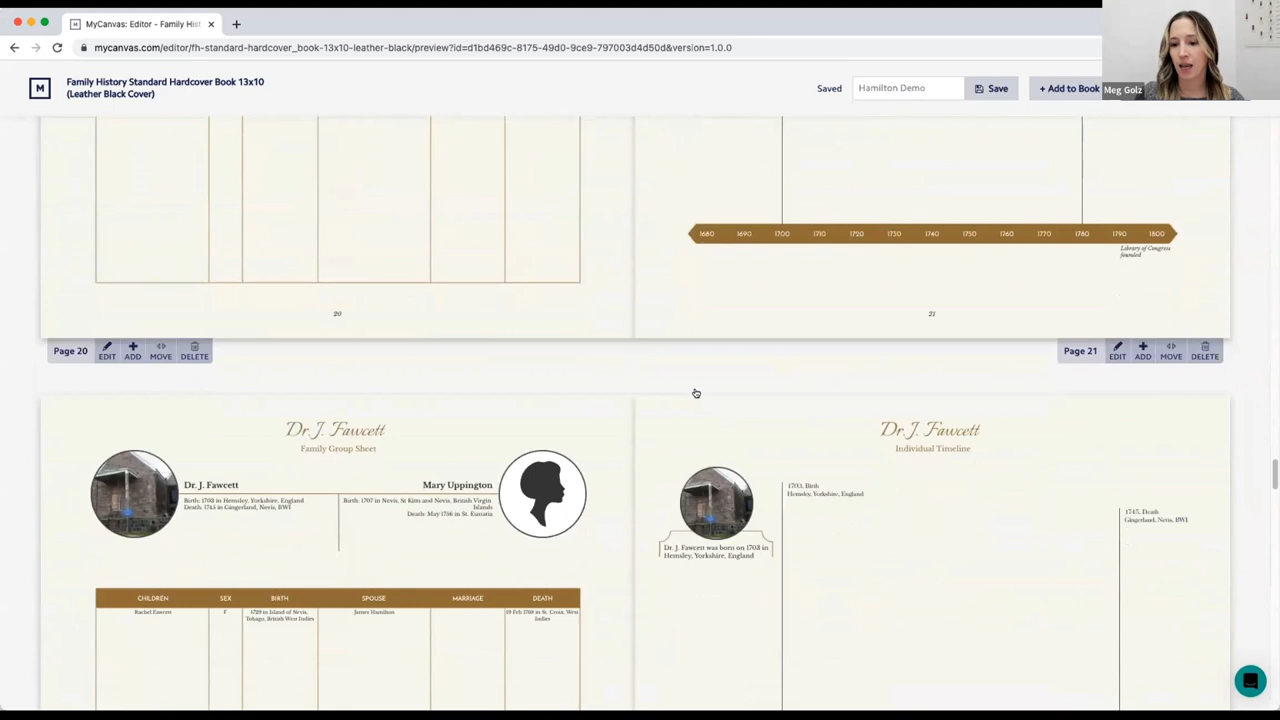 MyCanvas: Editor - Family Hist
mycanvas.com/editor/fh-standard-hardcover_book-13x10-leather-black/preview?id=d1bd469c-8175-49d0-9ce9-797003d4d50d&version=1.0.0
M
Family History Standard Hardcover Book 13x10
(Leather Black Cover)
Saved
Hamilton Demo
Save
+ Add to Book
Meg Golz
1680 1690 1700 1710 1720 1730 1740 1750 1760 1770 1780 1790 1800
Library of Congress
founded
20
21
Page 20 EDIT ADD MOVE DELETE
Page 21 EDIT ADD MOVE DELETE
Dr. J. Fawcett
Family Group Sheet
Dr. J. Fawcett
Birth: 1703 in Hemsley, Yorkshire, England
Death: 1745 in Gingerland, Nevis, BWI
Mary Uppington
Birth: 1707 in Nevis, St Kitts and Nevis, British Virgin
Islands
Death: May 1756 in St. Eustatia
CHILDREN SEX BIRTH SPOUSE MARRIAGE DEATH
Rachel Fawcett F 1729 in Island of Nevis, James Hamilton 19 Feb 1768 in St. Croix, West
Tobago, British West Indies Indies
Dr. J. Fawcett
Individual Timeline
1703, Birth
Hemsley, Yorkshire, England
1745, Death
Gingerland, Nevis, BWI
Dr. J. Fawcett was born on 1703 in
Hemsley, Yorkshire, England